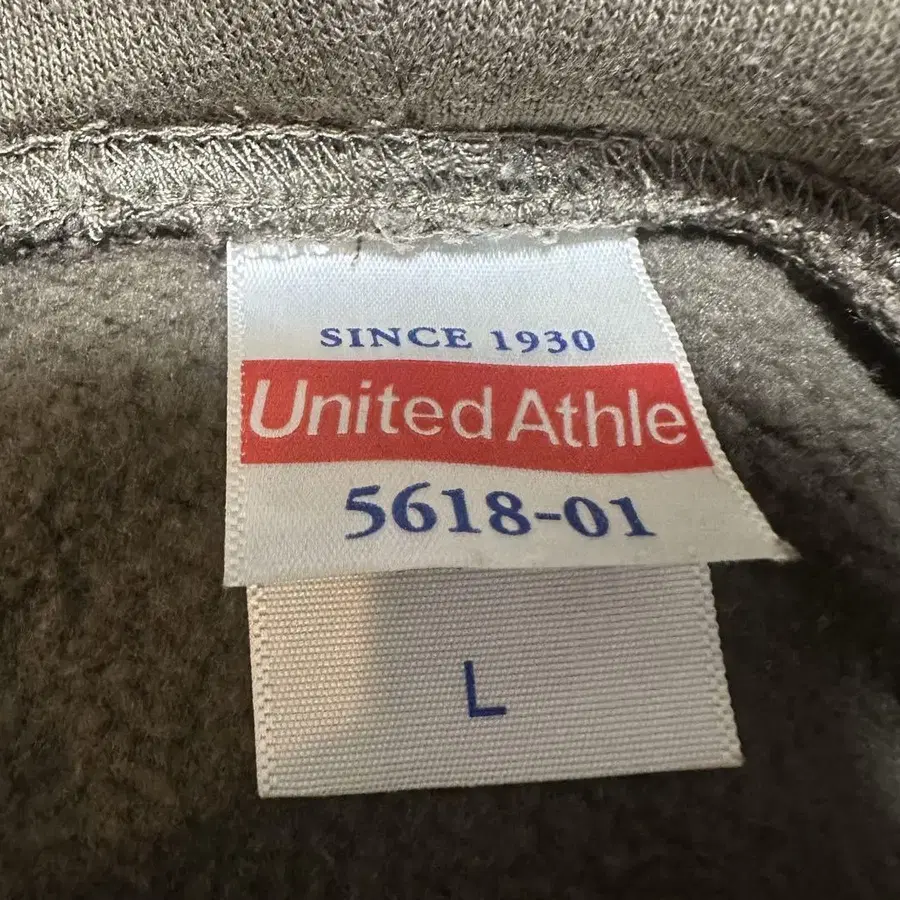 SINCE 1930
United Athle
5618-01
L